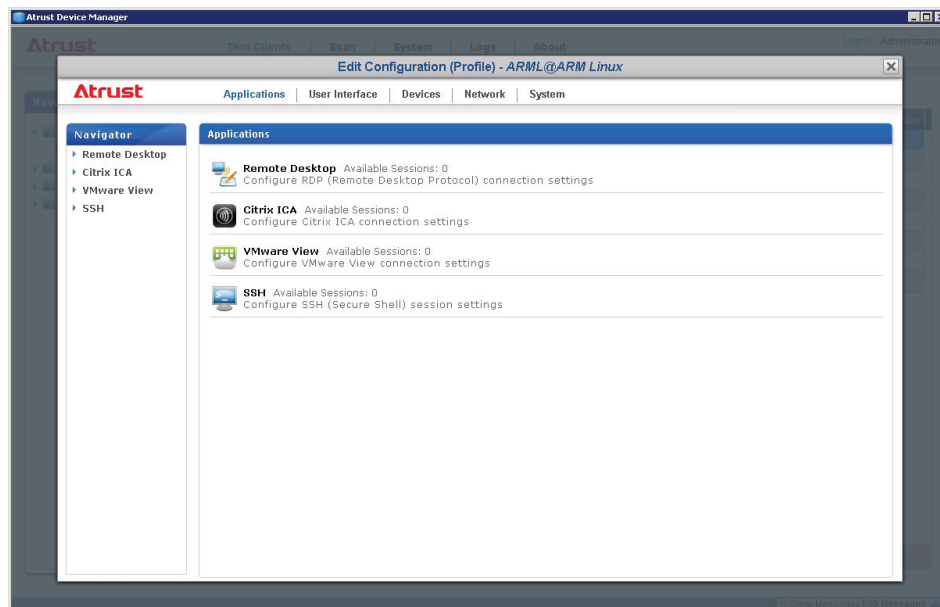 Atrust Device Manager
Atrust
Thin Clients | Scan | System | Logs | About
Logout: Administrator
Edit Configuration (Profile) - ARML@ARM Linux
Atrust
Applications | User Interface | Devices | Network | System
Navigator
Remote Desktop
Citrix ICA
VMware View
SSH
Applications
Remote Desktop Available Sessions: 0
Configure RDP (Remote Desktop Protocol) connection settings
Citrix ICA Available Sessions: 0
Configure Citrix ICA connection settings
VMware View Available Sessions: 0
Configure VMware View connection settings
SSH Available Sessions: 0
Configure SSH (Secure Shell) session settings
Clear Messages | 32 Messages